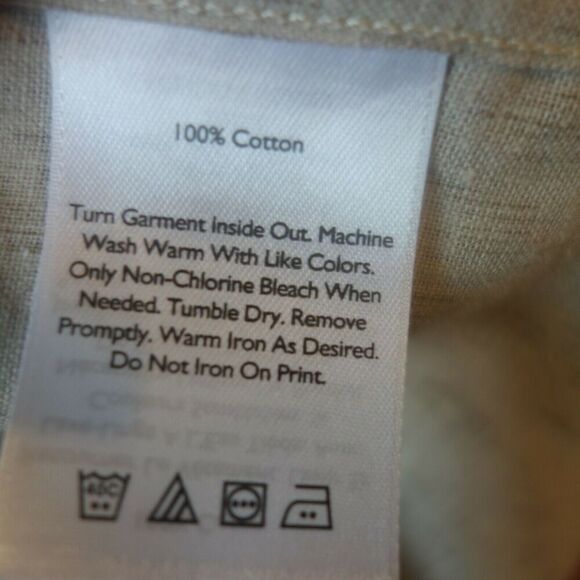 100% Cotton
Turn Garment Inside Out. Machine
Wash Warm With Like Colors.
Only Non-Chlorine Bleach When
Needed. Tumble Dry. Remove
Promptly. Warm Iron As Desired.
Do Not Iron On Print.